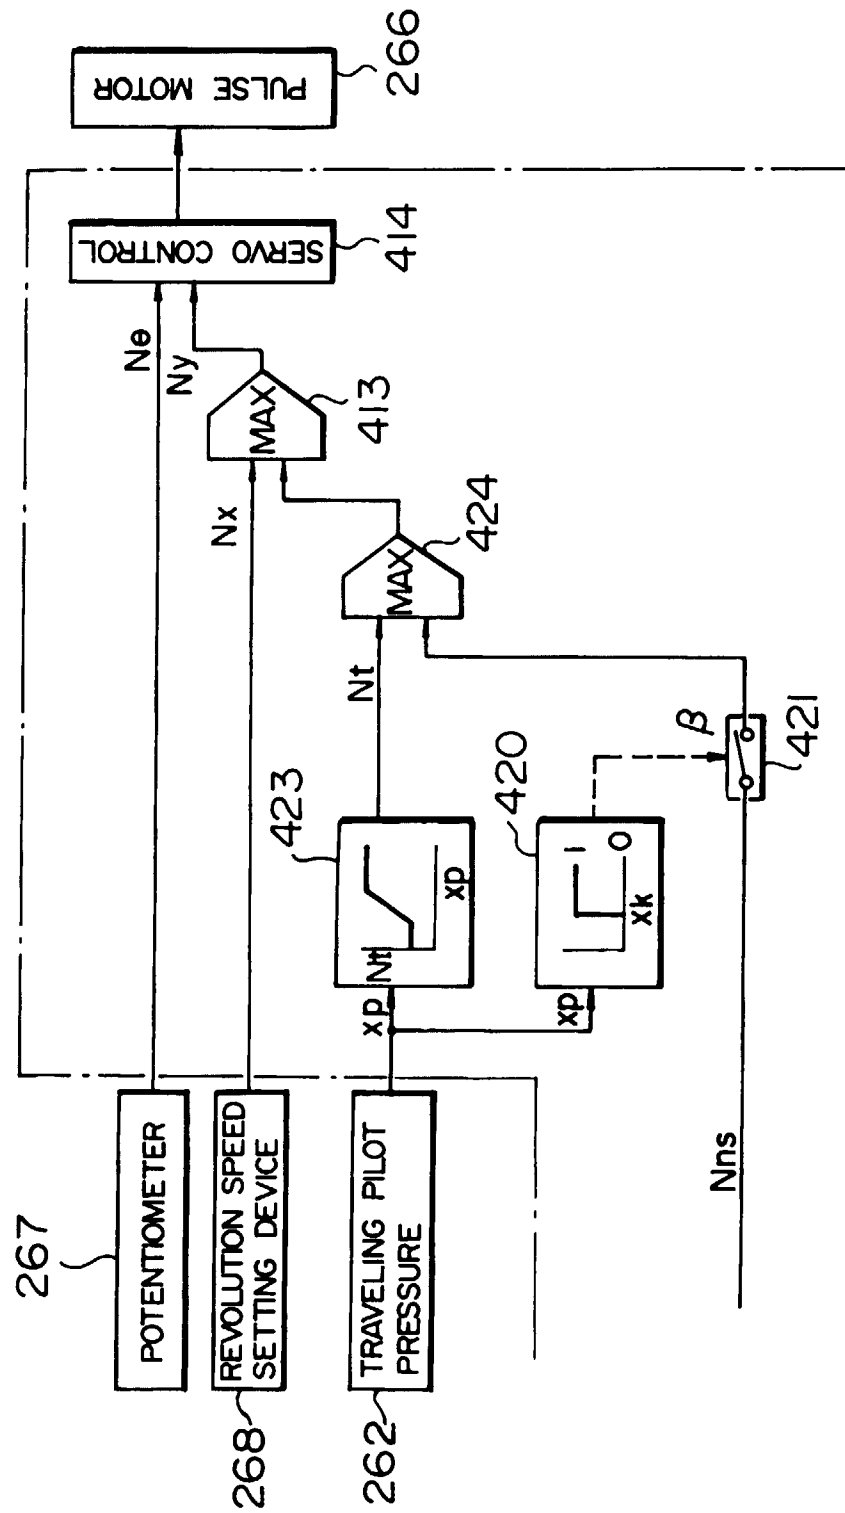 267
POTENTIOMETER
Nθ
SERVO CONTROL
414
PULSE MOTOR
266
268
REVOLUTION SPEED
SETTING DEVICE
Nx
MAX
413
Ny
262
TRAVELING PILOT
PRESSURE
xp
423
Nt
xp
Nt
MAX
424
xp
420
1
0
xk
β
421
Nns